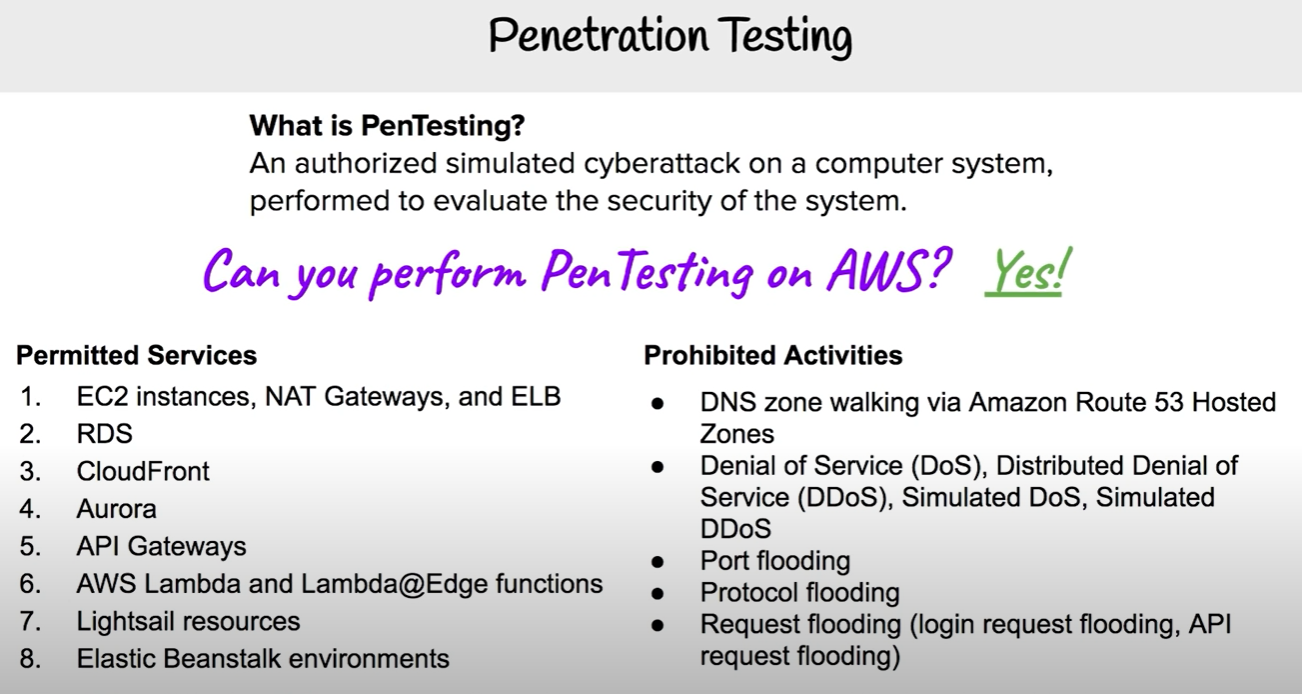 Penetration Testing
What is PenTesting?
An authorized simulated cyberattack on a computer system,
performed to evaluate the security of the system.
Can you perform PenTesting on AWS? Yes!
Permitted Services
1. EC2 instances, NAT Gateways, and ELB
2. RDS
3. CloudFront
4. Aurora
5. API Gateways
6. AWS Lambda and Lambda@Edge functions
7. Lightsail resources
8. Elastic Beanstalk environments
Prohibited Activities
● DNS zone walking via Amazon Route 53 Hosted
Zones
● Denial of Service (DoS), Distributed Denial of
Service (DDoS), Simulated DoS, Simulated
DDoS
● Port flooding
● Protocol flooding
● Request flooding (login request flooding, API
request flooding)